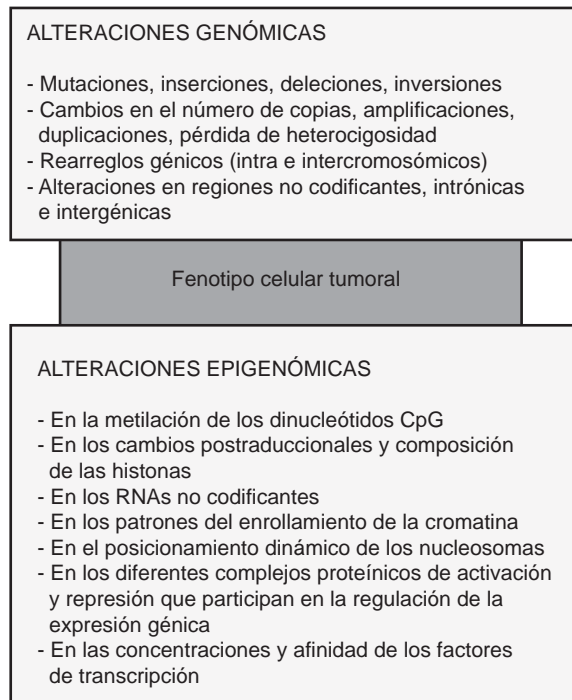 ALTERACIONES GENÓMICAS
- Mutaciones, inserciones, deleciones, inversiones
- Cambios en el número de copias, amplificaciones,
duplicaciones, pérdida de heterocigosidad
- Rearreglos génicos (intra e intercromosómicos)
- Alteraciones en regiones no codificantes, intrónicas
e intergénicas
Fenotipo celular tumoral
ALTERACIONES EPIGENÓMICAS
- En la metilación de los dinucleótidos CpG
- En los cambios postraduccionales y composición
de las histonas
- En los RNAs no codificantes
- En los patrones del enrollamiento de la cromatina
- En el posicionamiento dinámico de los nucleosomas
- En los diferentes complejos proteínicos de activación
y represión que participan en la regulación de la
expresión génica
- En las concentraciones y afinidad de los factores
de transcripción